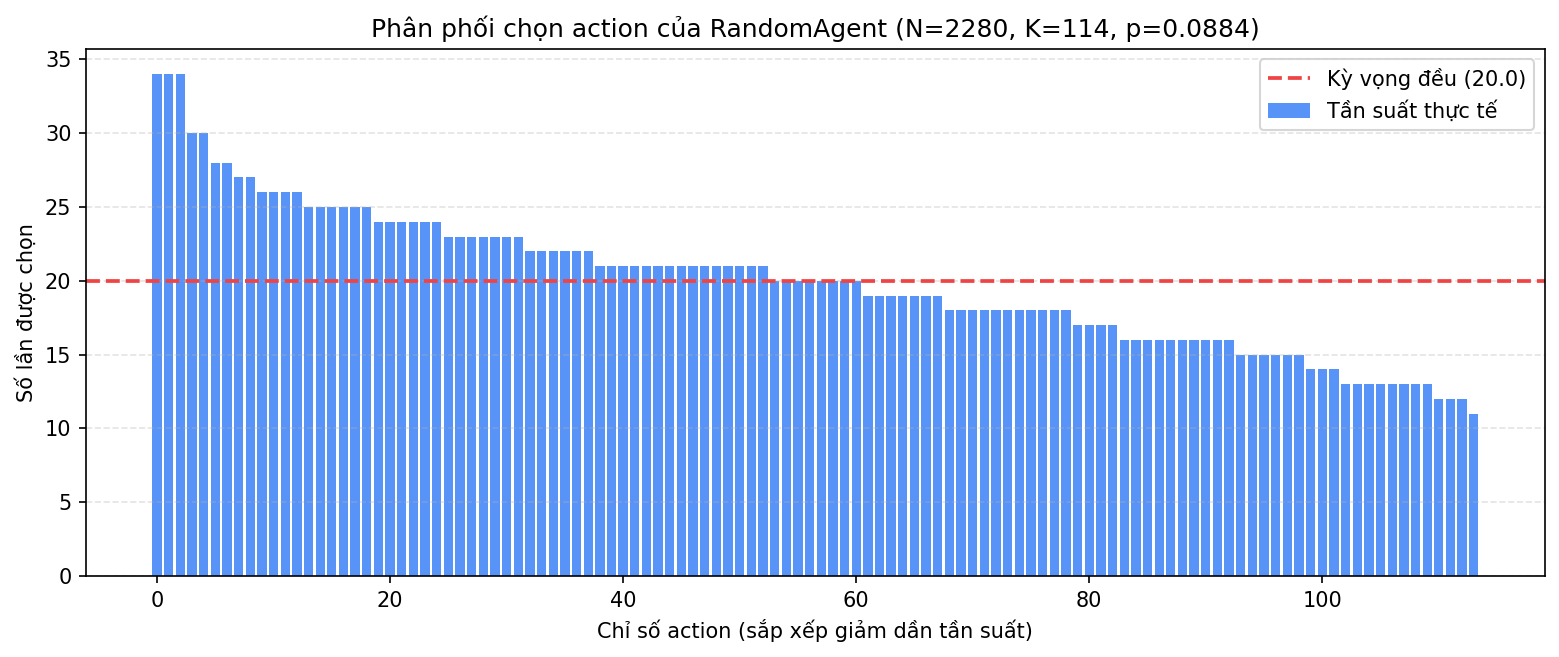 Phân phối chọn action của RandomAgent (N=2280, K=114, p=0.0884)
Kỳ vọng đều (20.0)
Tần suất thực tế
Số lần được chọn
35
30
25
20
15
10
5
0
0 20 40 60 80 100
Chỉ số action (sắp xếp giảm dần tần suất)